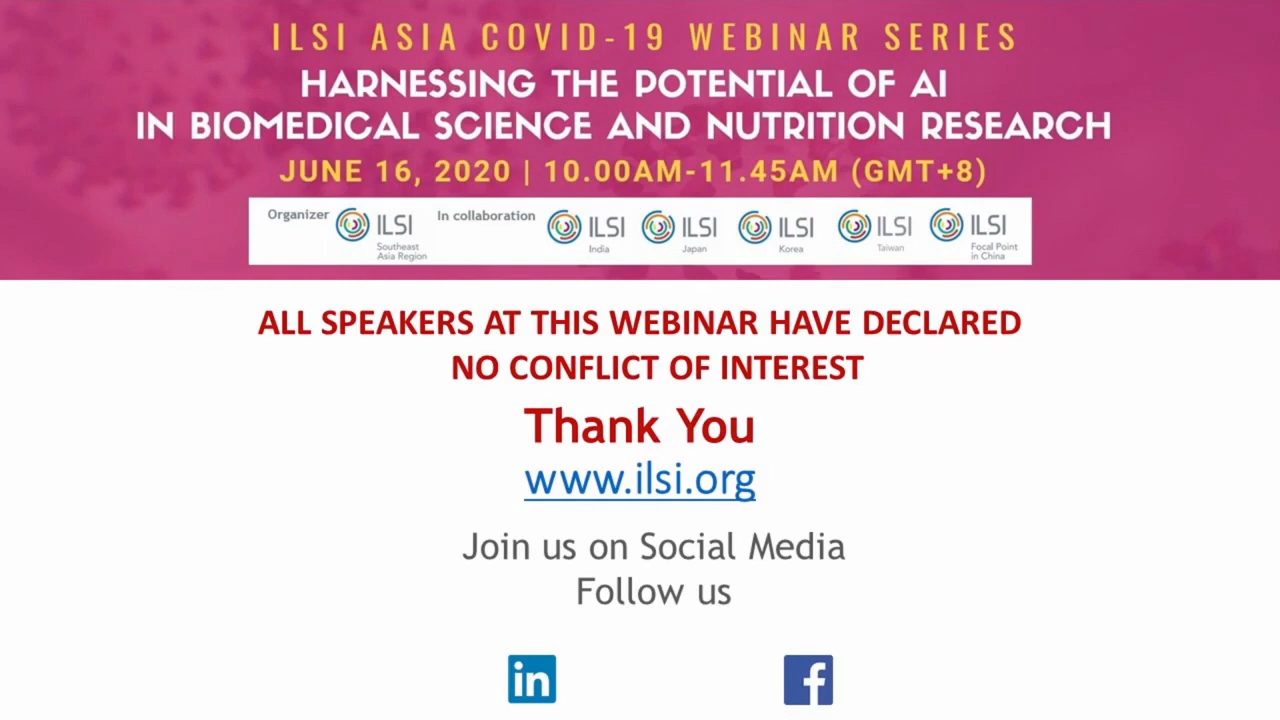 ILSI ASIA COVID-19 WEBINAR SERIES
HARNESSING THE POTENTIAL OF AI
IN BIOMEDICAL SCIENCE AND NUTRITION RESEARCH
JUNE 16, 2020 | 10.00AM-11.45AM (GMT+8)
Organizer
ILSI
Southeast
Asia Region
In collaboration
ILSI
India
ILSI
Japan
ILSI
Korea
ILSI
Taiwan
ILSI
Focal Point
in China
ALL SPEAKERS AT THIS WEBINAR HAVE DECLARED
NO CONFLICT OF INTEREST
Thank You
www.ilsi.org
Join us on Social Media
Follow us
in
f